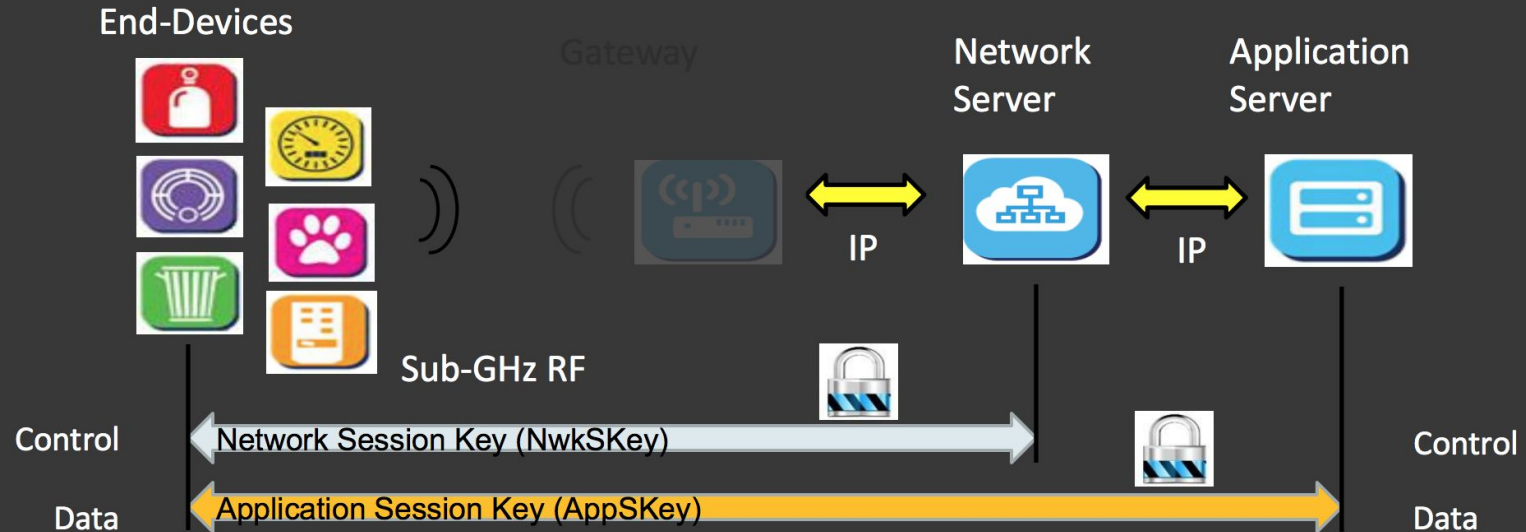 End-Devices
Gateway
Network
Server
Application
Server
IP
IP
Sub-GHz RF
Control
Network Session Key (NwkSKey)
Control
Data
Application Session Key (AppSKey)
Data